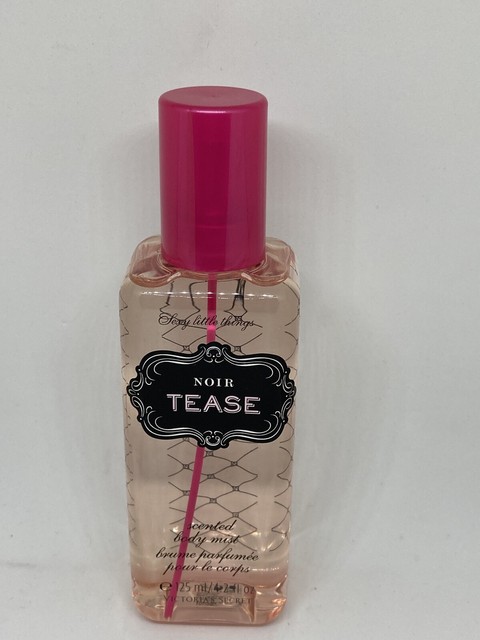 Sexy little things
NOIR
TEASE
scented
body mist
brume parfumée
pour le corps
℮ 125 ml/4.2 fl oz
VICTORIA'S SECRET